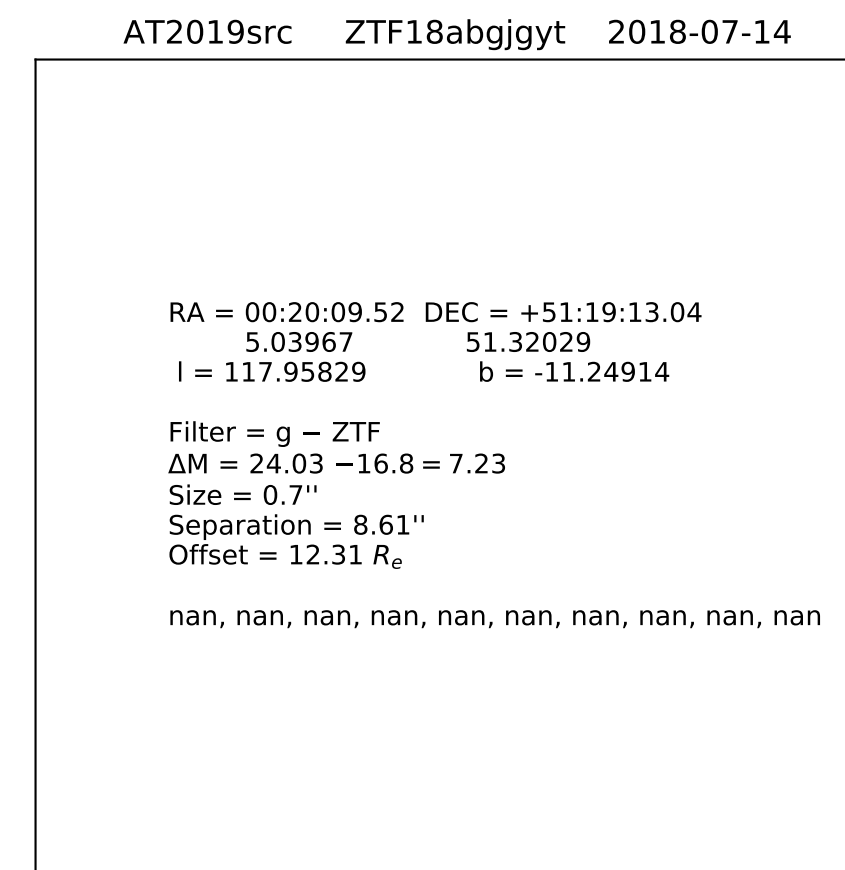 AT2019src ZTF18abgjgyt 2018-07-14
RA = 00:20:09.52 DEC = +51:19:13.04
5.03967 51.32029
l = 117.95829 b = -11.24914
Filter = g − ZTF
ΔM = 24.03 −16.8 = 7.23
Size = 0.7''
Separation = 8.61''
Offset = 12.31 Re
nan, nan, nan, nan, nan, nan, nan, nan, nan, nan